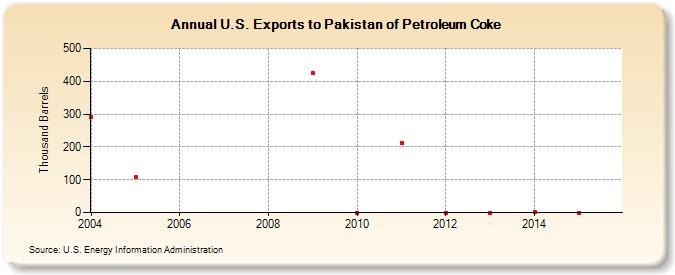 Annual U.S. Exports to Pakistan of Petroleum Coke
Thousand Barrels
500
400
300
200
100
0
2004 2006 2008 2010 2012 2014
Source: U.S. Energy Information Administration